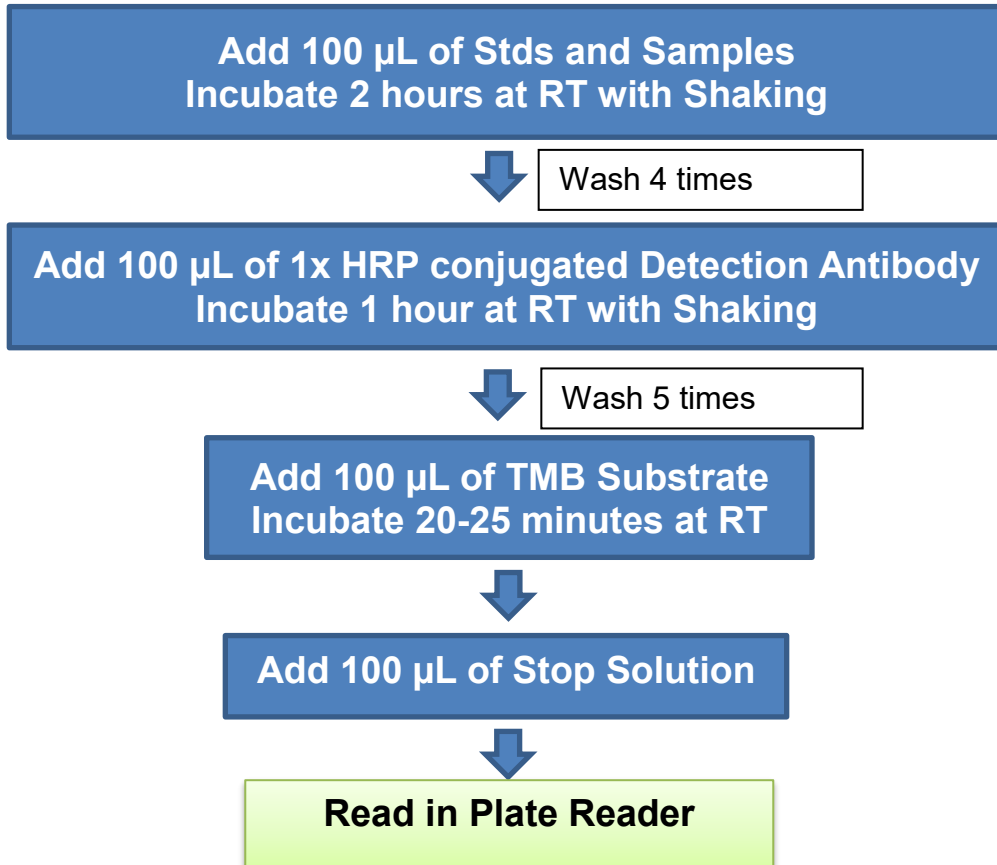 Add 100 µL of Stds and Samples
Incubate 2 hours at RT with Shaking
Wash 4 times
Add 100 µL of 1x HRP conjugated Detection Antibody
Incubate 1 hour at RT with Shaking
Wash 5 times
Add 100 µL of TMB Substrate
Incubate 20-25 minutes at RT
Add 100 µL of Stop Solution
Read in Plate Reader